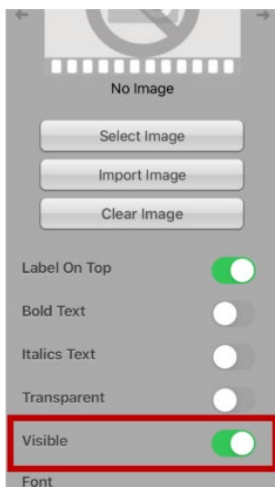 No Image
Select Image
Import Image
Clear Image
Label On Top
Bold Text
Italics Text
Transparent
Visible
Font